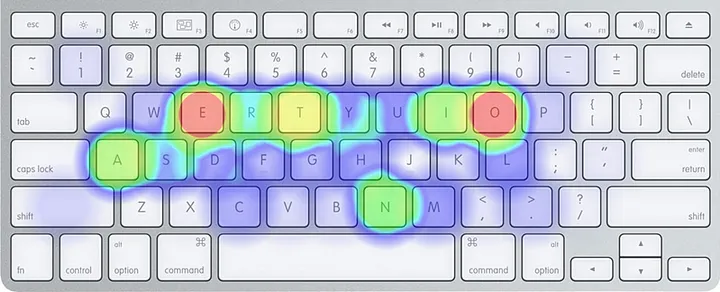 esc F1 F2 F3 F4 F5 F6 F7 F8 F9 F10 F11 F12
~ ! @ # $ % ^ & * ( ) – +
` 1 2 3 4 5 6 7 8 9 0 - = delete
tab Q W E R T Y U I O P { [ } ] | \
caps lock A S D F G H J K L : ; " ' enter return
shift Z X C V B N M < , > . ? / shift
fn control alt option ⌘ command ⌘ command alt option